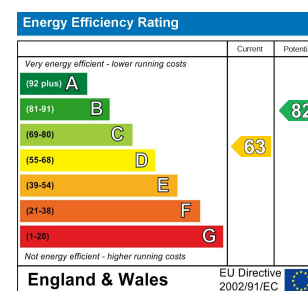 Energy Efficiency Rating
Current Potenti
Very energy efficient - lower running costs
(92 plus) A
(81-91) B 82
(69-80) C
63
(55-68) D
(39-54) E
(21-38) F
(1-20) G
Not energy efficient - higher running costs
England & Wales
EU Directive
2002/91/EC